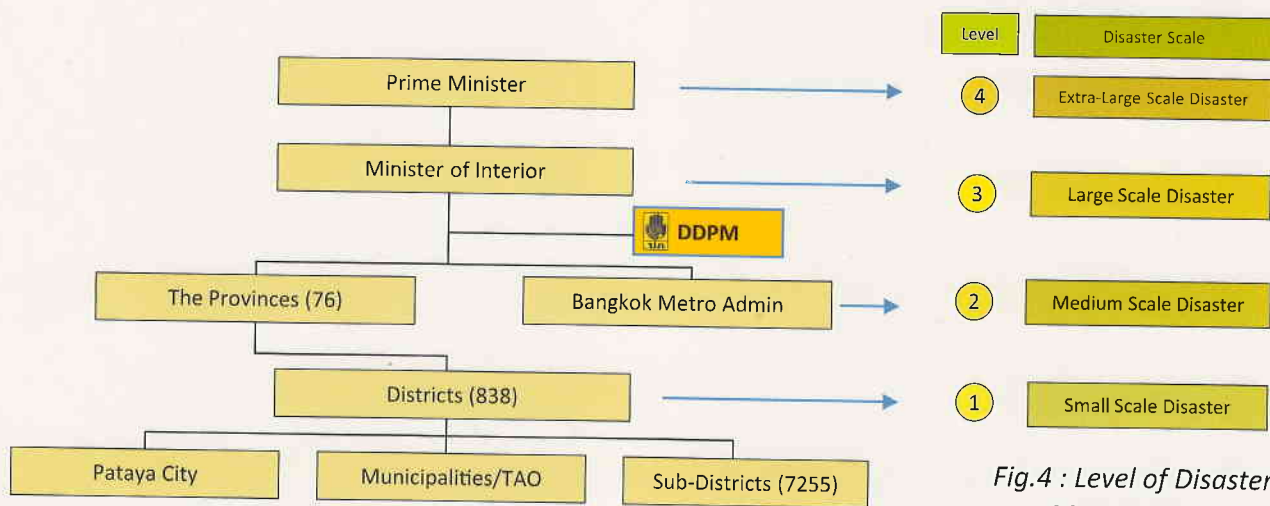 Level
Disaster Scale
Prime Minister
4
Extra-Large Scale Disaster
Minister of Interior
3
Large Scale Disaster
ปภ.
DDPM
The Provinces (76)
Bangkok Metro Admin
2
Medium Scale Disaster
Districts (838)
1
Small Scale Disaster
Pataya City
Municipalities/TAO
Sub-Districts (7255)
Fig.4 : Level of Disaster